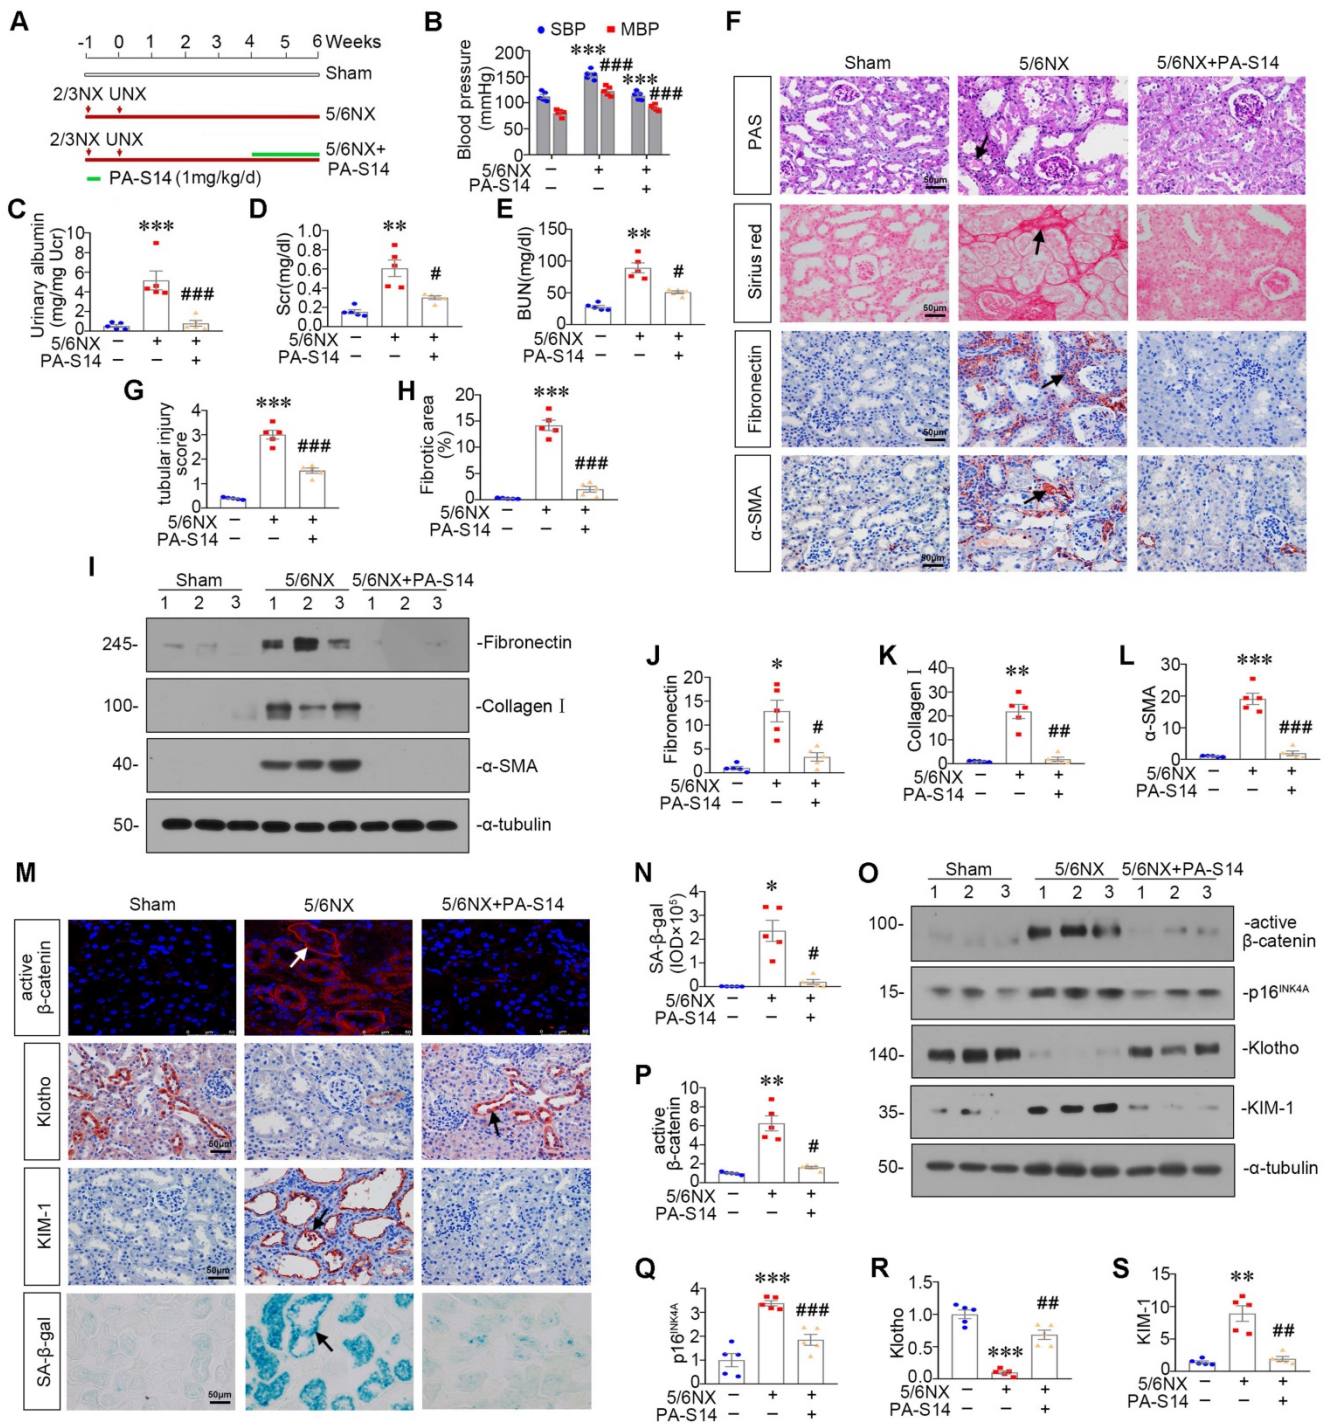 A
-1 0 1 2 3 4 5 6 Weeks
Sham
2/3NX UNX
5/6NX
2/3NX UNX
5/6NX+
PA-S14
PA-S14 (1mg/kg/d)
B
SBP MBP
Blood pressure
(mmHg)
200
150
100
50
0
*** ### *** ###
5/6NX – + +
PA-S14 – – +
C
Urinary albumin
(mg/mg Ucr)
10
8
6
4
2
0
*** ###
5/6NX – + +
PA-S14 – – +
D
Scr(mg/dl)
1.0
0.8
0.6
0.4
0.2
0.0
** #
5/6NX – + +
PA-S14 – – +
E
BUN(mg/dl)
150
100
50
0
** #
5/6NX – + +
PA-S14 – – +
F
Sham 5/6NX 5/6NX+PA-S14
PAS
50μm 50μm
Sirius red
50μm 50μm
Fibronectin
50μm 50μm
α-SMA
50μm 50μm
G
tubular injury
score
4
3
2
1
0
*** ###
5/6NX – + +
PA-S14 – – +
H
Fibrotic area
(%)
20
15
10
5
0
*** ###
5/6NX – + +
PA-S14 – – +
I
Sham 5/6NX 5/6NX+PA-S14
1 2 3 1 2 3 1 2 3
245- -Fibronectin
100- -Collagen I
40- -α-SMA
50- -α-tubulin
J
Fibronectin
20
15
10
5
0
* #
5/6NX – + +
PA-S14 – – +
K
Collagen I
40
30
20
10
0
** ##
5/6NX – + +
PA-S14 – – +
L
α-SMA
30
20
10
0
*** ###
5/6NX – + +
PA-S14 – – +
M
Sham 5/6NX 5/6NX+PA-S14
active
β-catenin
Klotho
50μm
KIM-1
50μm
SA-β-gal
50μm
N
SA-β-gal
(IOD×10⁵)
4
3
2
1
0
* #
5/6NX – + +
PA-S14 – – +
O
Sham 5/6NX 5/6NX+PA-S14
1 2 3 1 2 3 1 2 3
100- -active
β-catenin
15- -p16INK4A
140- -Klotho
35- -KIM-1
50- -α-tubulin
P
active
β-catenin
10
8
6
4
2
0
** #
5/6NX – + +
PA-S14 – – +
Q
p16INK4A
4
3
2
1
0
*** ###
5/6NX – + +
PA-S14 – – +
R
Klotho
1.5
1.0
0.5
0.0
*** ##
5/6NX – + +
PA-S14 – – +
S
KIM-1
15
10
5
0
** ##
5/6NX – + +
PA-S14 – – +